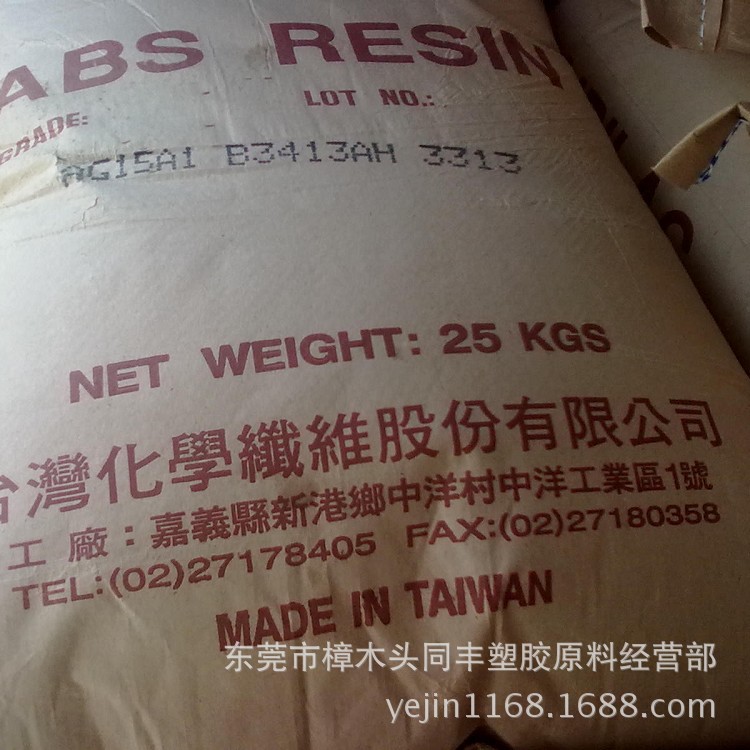 ABS RESIN
GRADE: LOT NO.:
AG15A1 B3413AH 3313
NET WEIGHT: 25 KGS
台灣化學纖維股份有限公司
工廠：嘉義縣新港鄉中洋村中洋工業區1號
TEL:(02)27178405 FAX:(02)27180358
MADE IN TAIWAN
东莞市樟木头同丰塑胶原料经营部
yejin1168.1688.com